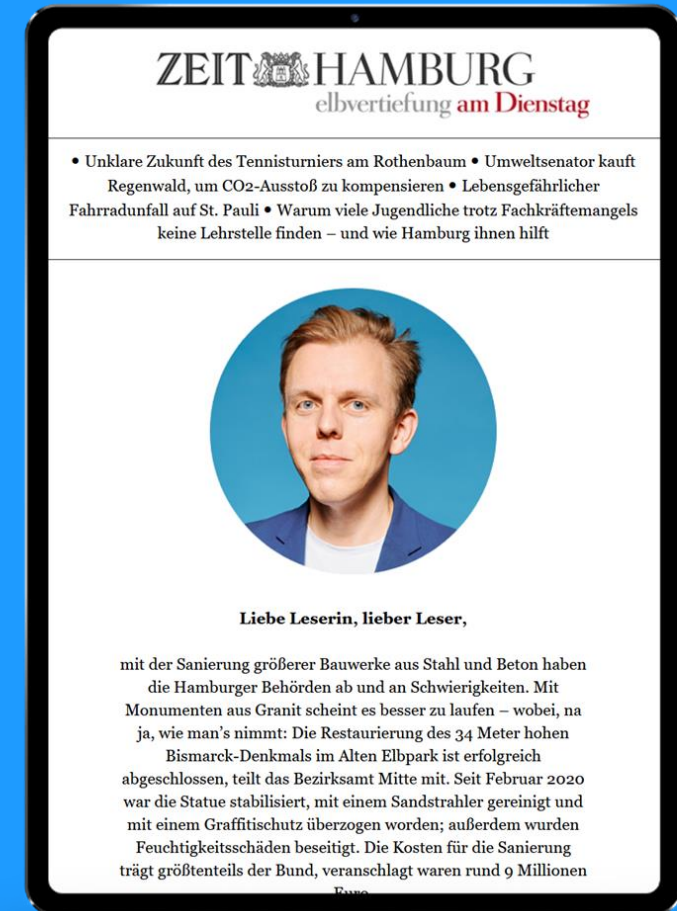 ZEIT HAMBURG
elbvertiefung am Dienstag
• Unklare Zukunft des Tennisturniers am Rothenbaum • Umweltsenator kauft
Regenwald, um CO2-Ausstoß zu kompensieren • Lebensgefährlicher
Fahrradunfall auf St. Pauli • Warum viele Jugendliche trotz Fachkräftemangels
keine Lehrstelle finden – und wie Hamburg ihnen hilft
Liebe Leserin, lieber Leser,
mit der Sanierung größerer Bauwerke aus Stahl und Beton haben
die Hamburger Behörden ab und an Schwierigkeiten. Mit
Monumenten aus Granit scheint es besser zu laufen – wobei, na
ja, wie man’s nimmt: Die Restaurierung des 34 Meter hohen
Bismarck-Denkmals im Alten Elbpark ist erfolgreich
abgeschlossen, teilt das Bezirksamt Mitte mit. Seit Februar 2020
war die Statue stabilisiert, mit einem Sandstrahler gereinigt und
mit einem Graffitischutz überzogen worden; außerdem wurden
Feuchtigkeitsschäden beseitigt. Die Kosten für die Sanierung
trägt größtenteils der Bund, veranschlagt waren rund 9 Millionen
Euro